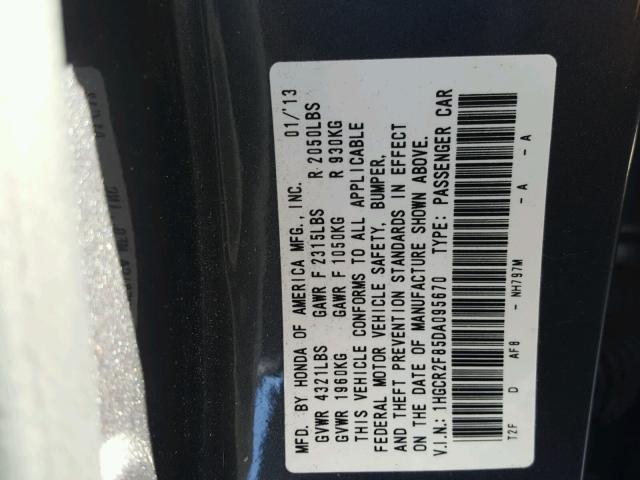 MFD. BY HONDA OF AMERICA MFG., INC. 01/'13
GVWR 4321LBS GAWR F 2315LBS R 2050LBS
GVWR 1960KG GAWR F 1050KG R 930KG
THIS VEHICLE CONFORMS TO ALL APPLICABLE
FEDERAL MOTOR VEHICLE SAFETY, BUMPER,
AND THEFT PREVENTION STANDARDS IN EFFECT
ON THE DATE OF MANUFACTURE SHOWN ABOVE.
V.I.N.: 1HGCR2F85DA095670 TYPE: PASSENGER CAR
T2F D AF8 - NH797M - A - A